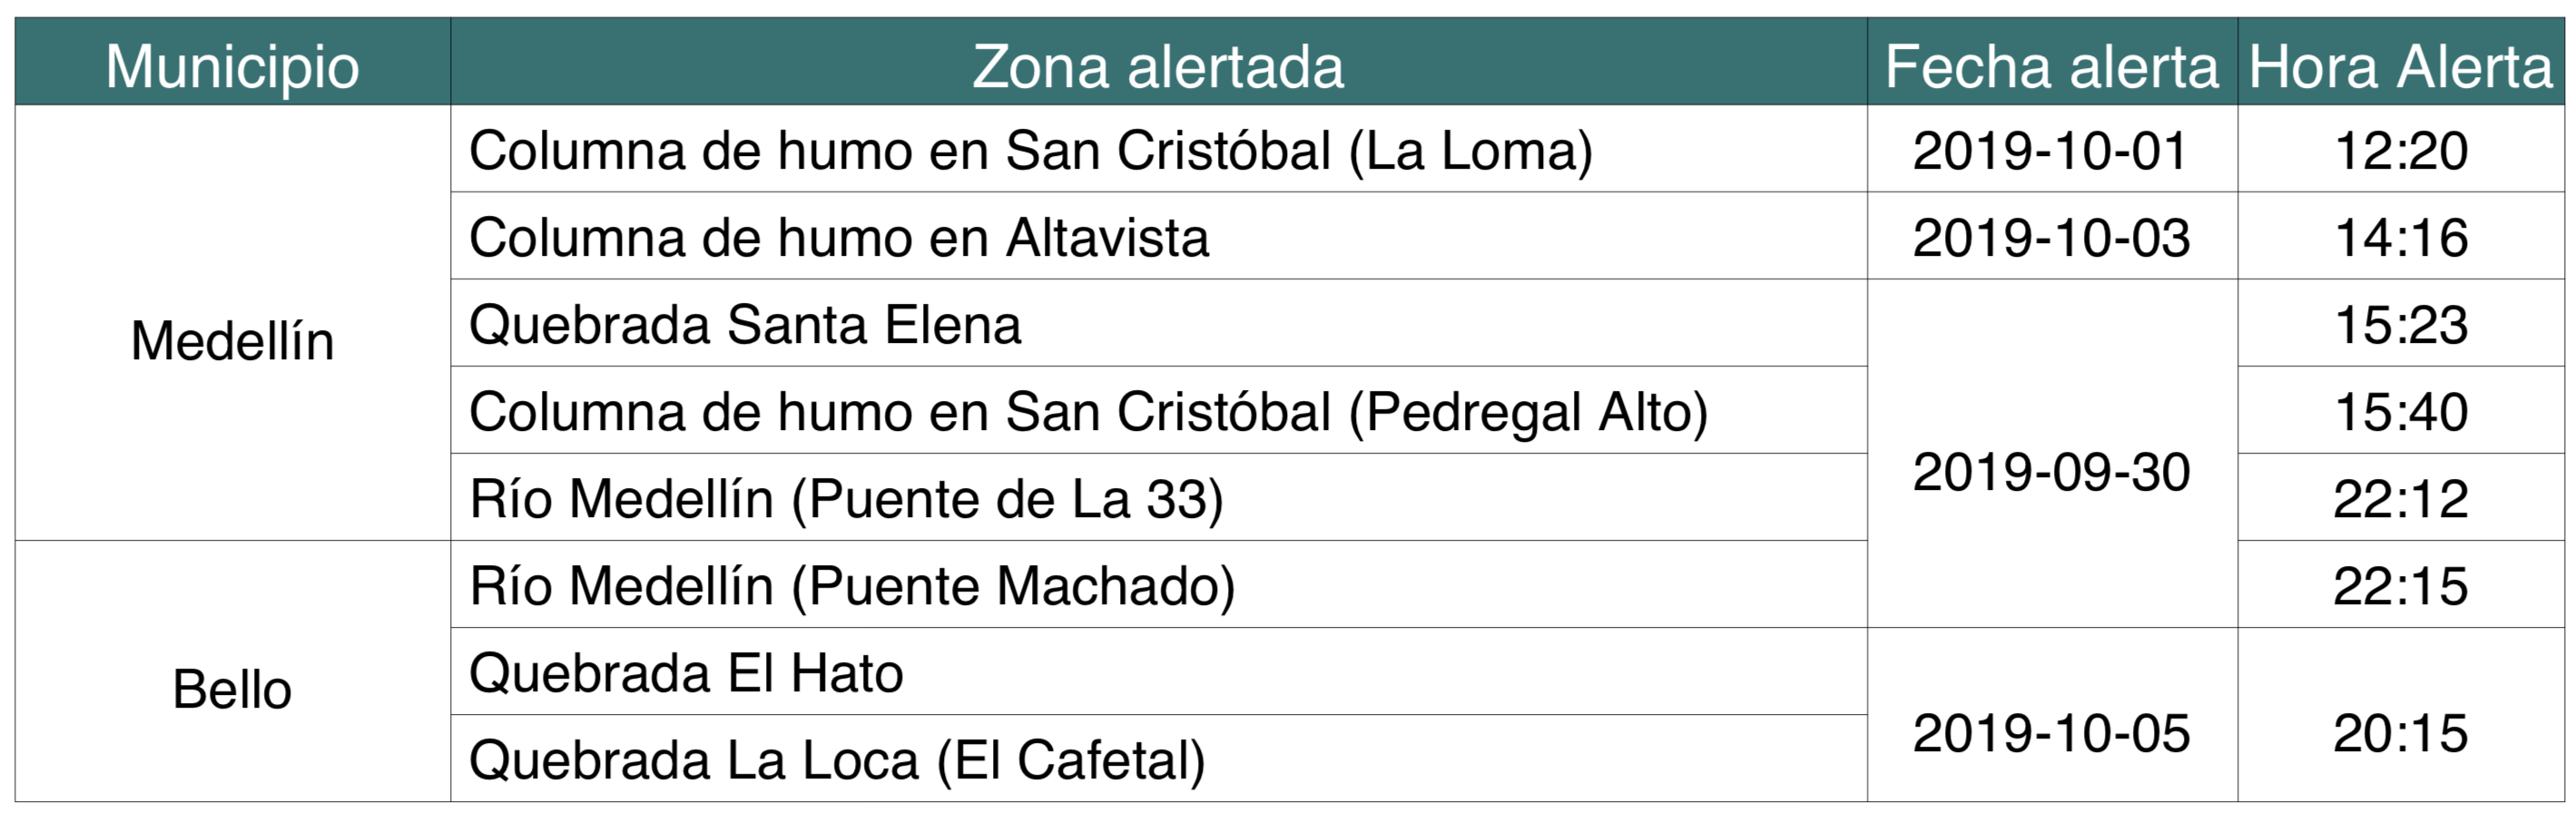 Municipio Zona alertada Fecha alerta Hora Alerta
Columna de humo en San Cristóbal (La Loma) 2019-10-01 12:20
Columna de humo en Altavista 2019-10-03 14:16
Quebrada Santa Elena 15:23
Medellín
Columna de humo en San Cristóbal (Pedregal Alto) 15:40
2019-09-30
Río Medellín (Puente de La 33) 22:12
Río Medellín (Puente Machado) 22:15
Quebrada El Hato
Bello
2019-10-05 20:15
Quebrada La Loca (El Cafetal)